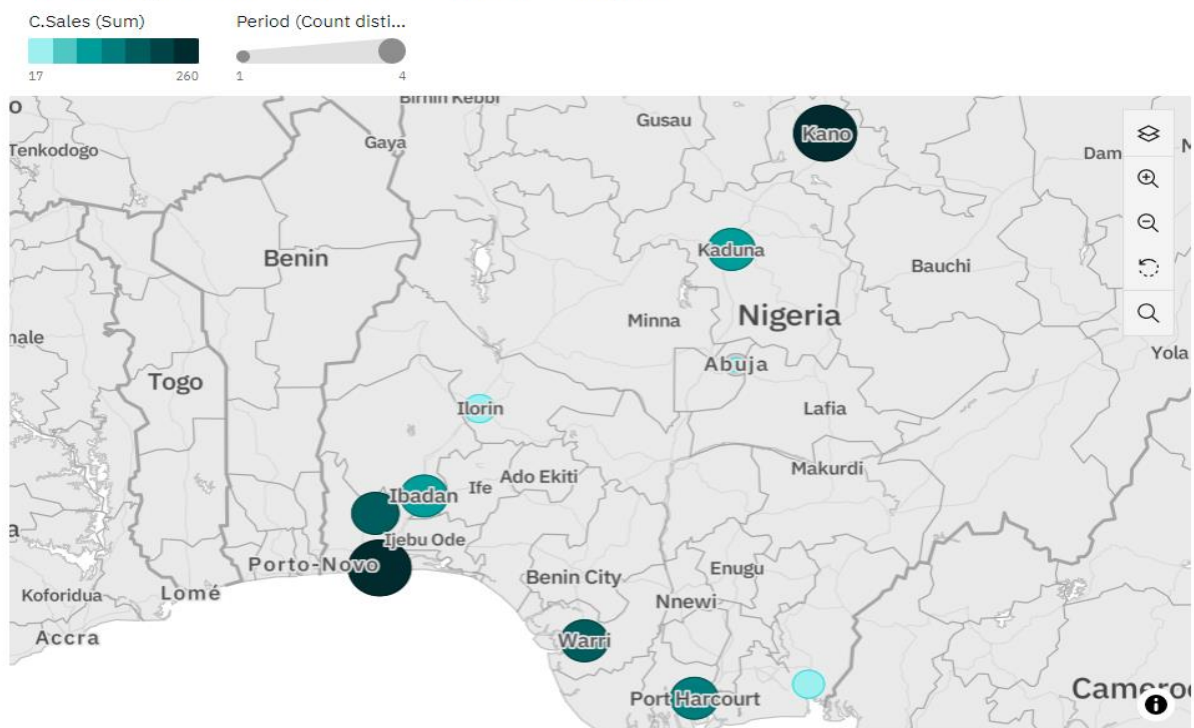 C.Sales (Sum)
Period (Count disti...
17
260
1
4
Birnin Kebbi
Gusau
Kano
Gaya
Tenkodogo
Dam
Kaduna
Benin
Bauchi
Nigeria
Minna
nale
Yola
Abuja
Togo
Ilorin
Lafia
Makurdi
Ado Ekiti
Ife
Ibadan
Ijebu Ode
Porto-Novo
Enugu
Benin City
Koforidua
Lomé
Nnewi
Accra
Warri
Port Harcourt
Cameroo